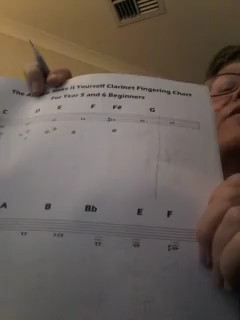 The A Make it Yourself Clarinet Fingering Chart
For Year 5 and 6 Beginners
C D E F F# G
A B Bb E F